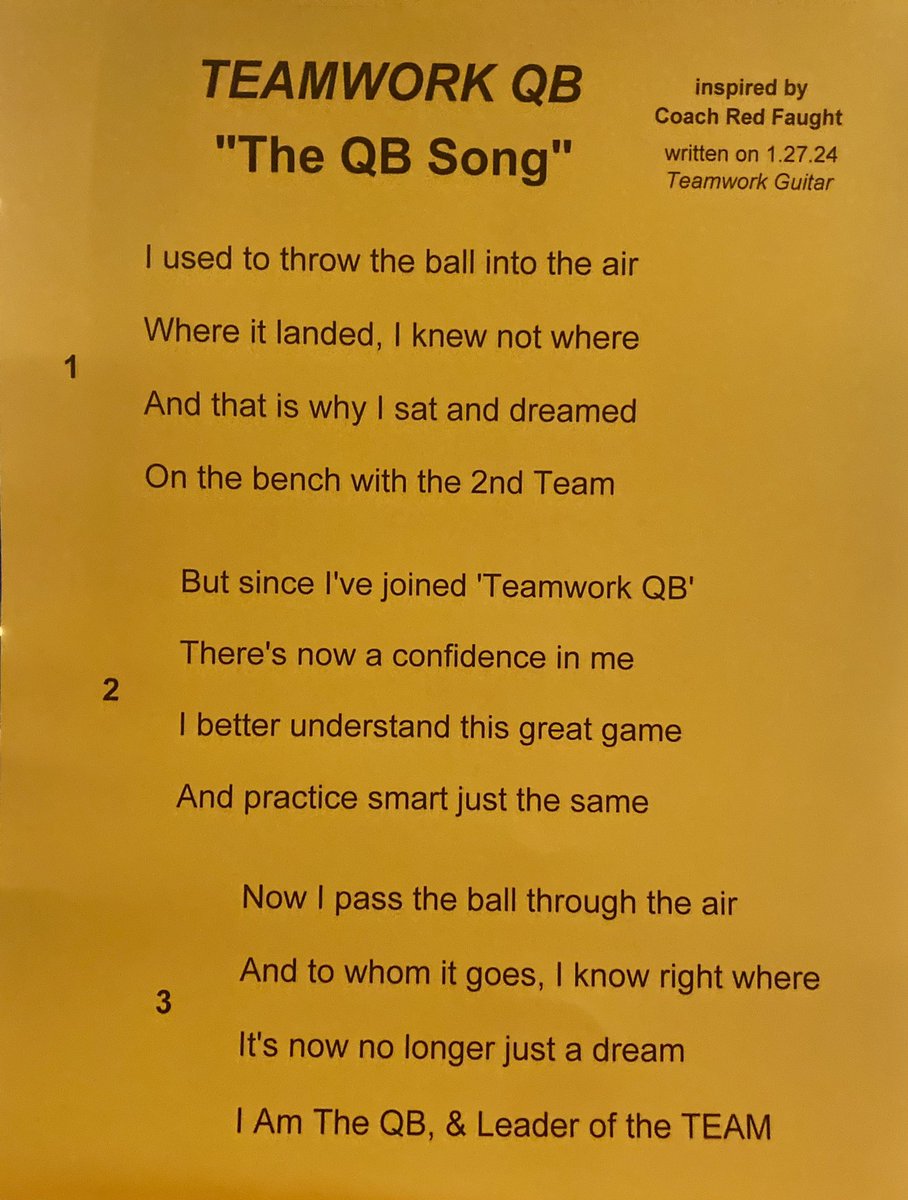 TEAMWORK QB
"The QB Song"
inspired by
Coach Red Faught
written on 1.27.24
Teamwork Guitar
1
I used to throw the ball into the air
Where it landed, I knew not where
And that is why I sat and dreamed
On the bench with the 2nd Team
2
But since I've joined 'Teamwork QB'
There's now a confidence in me
I better understand this great game
And practice smart just the same
3
Now I pass the ball through the air
And to whom it goes, I know right where
It's now no longer just a dream
I Am The QB, & Leader of the TEAM